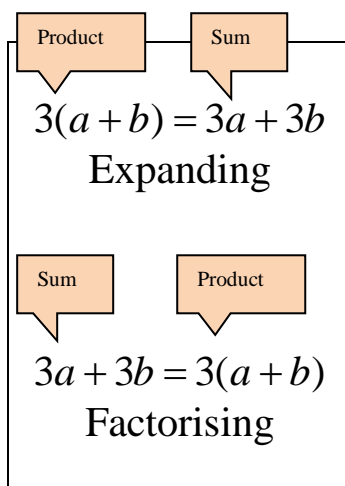 Product Sum
3(a + b) = 3a + 3b
Expanding
Sum Product
3a + 3b = 3(a + b)
Factorising